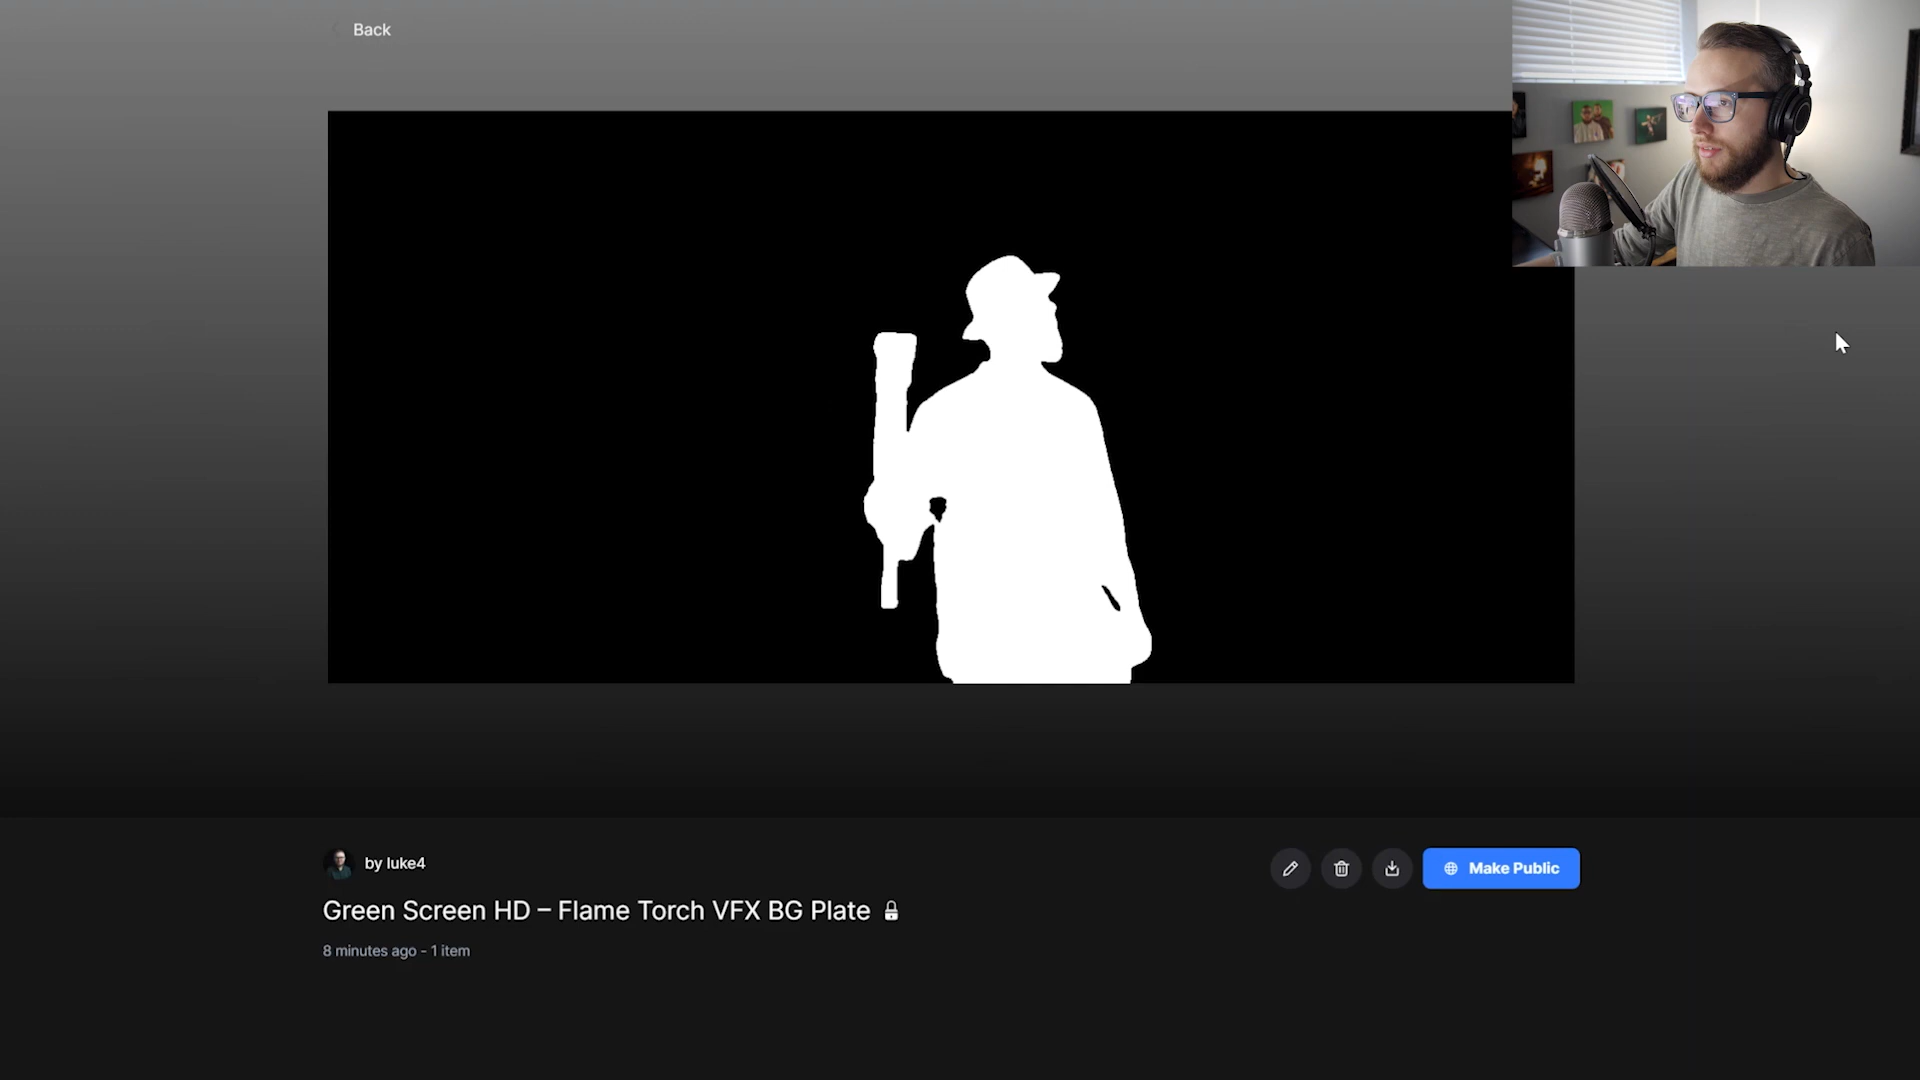 Back
by luke4
Make Public
Green Screen HD – Flame Torch VFX BG Plate
8 minutes ago - 1 item